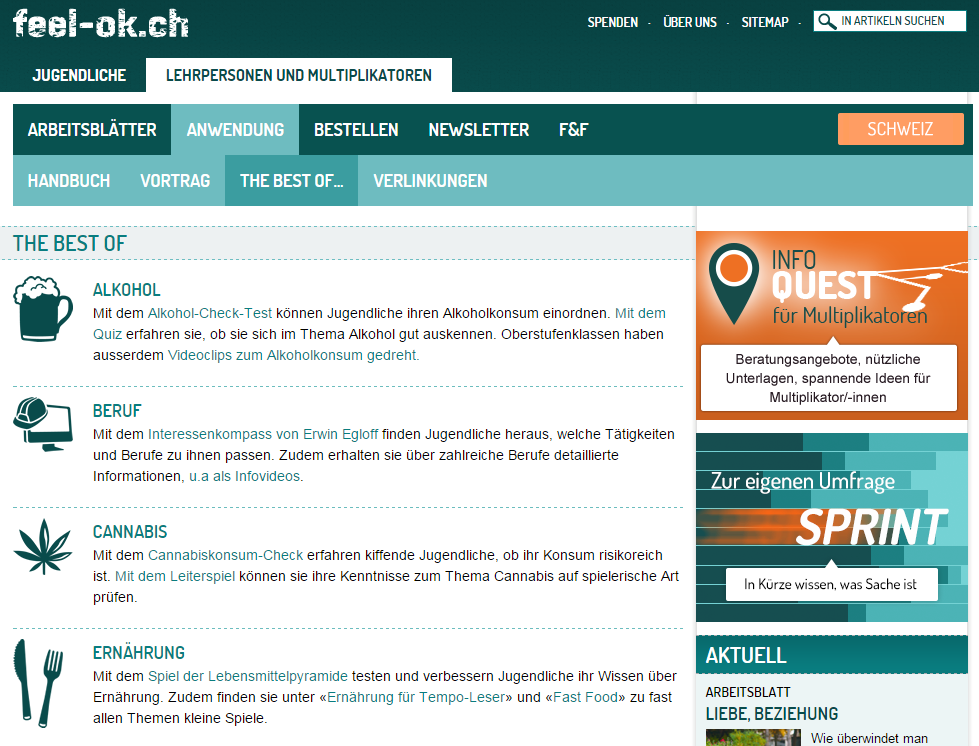 feel-ok.ch
SPENDEN · ÜBER UNS · SITEMAP · IN ARTIKELN SUCHEN
JUGENDLICHE LEHRPERSONEN UND MULTIPLIKATOREN
ARBEITSBLÄTTER ANWENDUNG BESTELLEN NEWSLETTER F&F SCHWEIZ
HANDBUCH VORTRAG THE BEST OF... VERLINKUNGEN
THE BEST OF
ALKOHOL
Mit dem Alkohol-Check-Test können Jugendliche ihren Alkoholkonsum einordnen. Mit dem
Quiz erfahren sie, ob sie sich im Thema Alkohol gut auskennen. Oberstufenklassen haben
ausserdem Videoclips zum Alkoholkonsum gedreht.
BERUF
Mit dem Interessenkompass von Erwin Egloff finden Jugendliche heraus, welche Tätigkeiten
und Berufe zu ihnen passen. Zudem erhalten sie über zahlreiche Berufe detaillierte
Informationen, u.a als Infovideos.
CANNABIS
Mit dem Cannabiskonsum-Check erfahren kiffende Jugendliche, ob ihr Konsum risikoreich
ist. Mit dem Leiterspiel können sie ihre Kenntnisse zum Thema Cannabis auf spielerische Art
prüfen.
ERNÄHRUNG
Mit dem Spiel der Lebensmittelpyramide testen und verbessern Jugendliche ihr Wissen über
Ernährung. Zudem finden sie unter «Ernährung für Tempo-Leser» und «Fast Food» zu fast
allen Themen kleine Spiele.
INFO
QUEST
für Multiplikatoren
Beratungsangebote, nützliche
Unterlagen, spannende Ideen für
Multiplikator/-innen
Zur eigenen Umfrage
SPRINT
In Kürze wissen, was Sache ist
AKTUELL
ARBEITSBLATT
LIEBE, BEZIEHUNG
Wie überwindet man